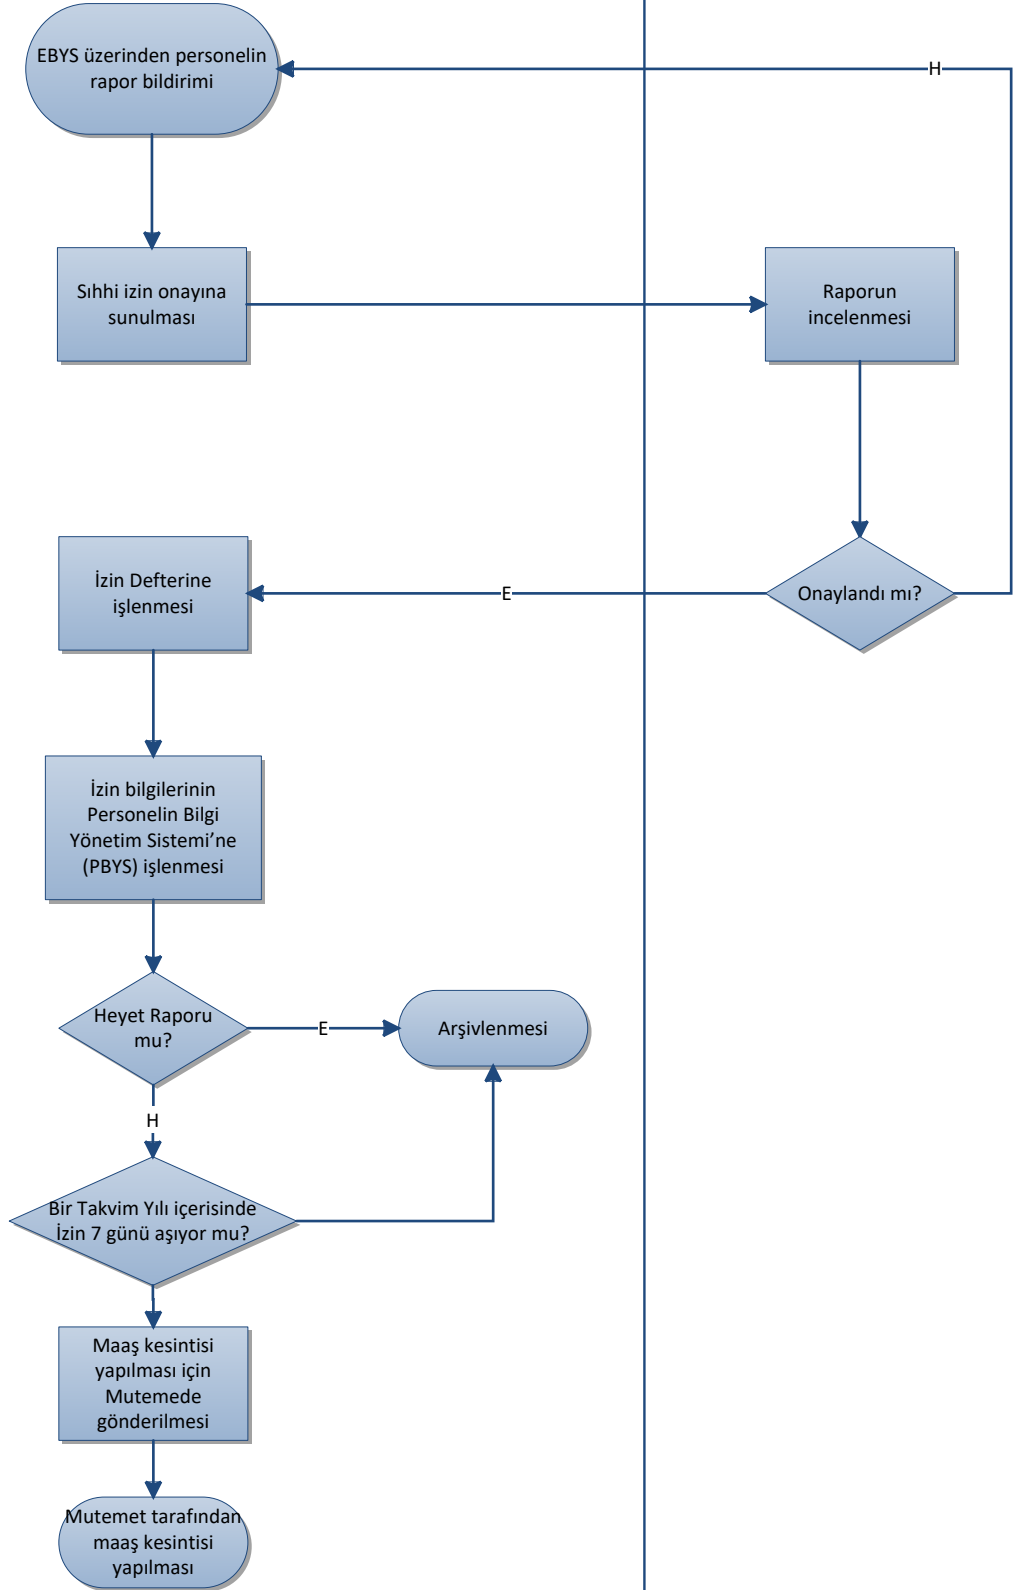 EBYS üzerinden personelin
rapor bildirimi
H
Sıhhi izin onayına
sunulması
Raporun
incelenmesi
Onaylandı mı?
E
İzin Defterine
işlenmesi
İzin bilgilerinin
Personelin Bilgi
Yönetim Sistemi’ne
(PBYS) işlenmesi
Heyet Raporu
mu?
E
Arşivlenmesi
H
Bir Takvim Yılı içerisinde
İzin 7 günü aşıyor mu?
Maaş kesintisi
yapılması için
Mutemede
gönderilmesi
Mutemet tarafından
maaş kesintisi
yapılması